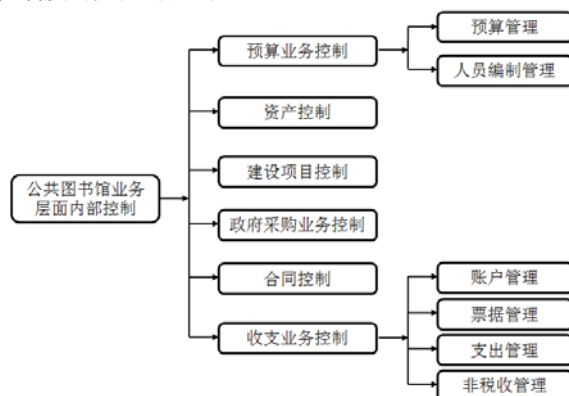 预算管理
预算业务控制
人员编制管理
资产控制
建设项目控制
公共图书馆业务
层面内部控制
政府采购业务控制
合同控制
账户管理
票据管理
收支业务控制
支出管理
非税收管理